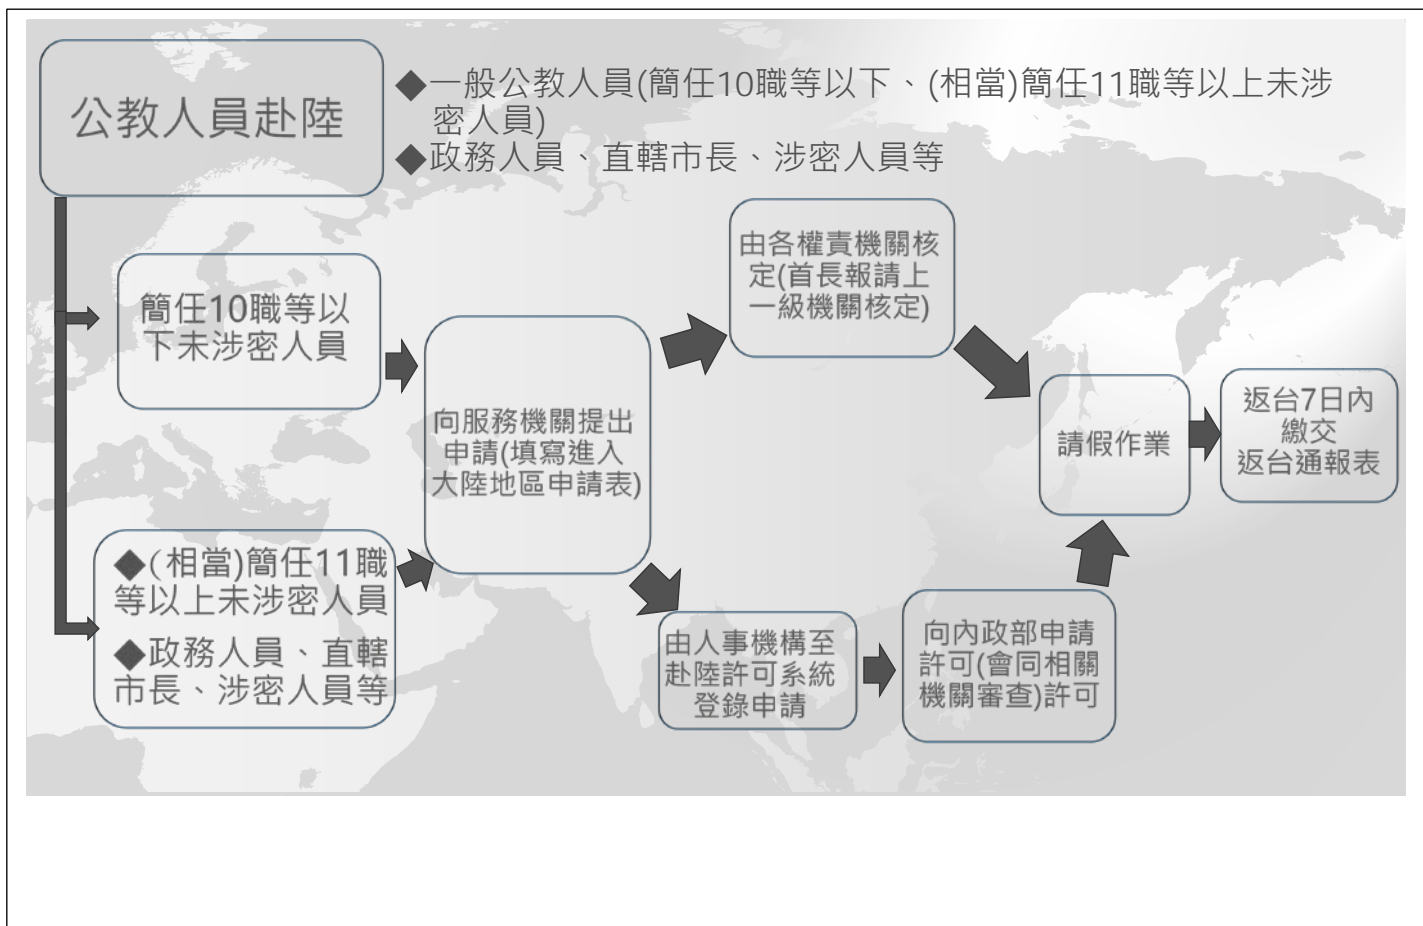 公教人員赴陸
◆一般公教人員(簡任10職等以下、(相當)簡任11職等以上未涉
密人員)
◆政務人員、直轄市長、涉密人員等
簡任10職等以
下未涉密人員
◆(相當)簡任11職
等以上未涉密人員
◆政務人員、直轄
市長、涉密人員等
向服務機關提出
申請(填寫進入
大陸地區申請表)
由各權責機關核
定(首長報請上
一級機關核定)
由人事機構至
赴陸許可系統
登錄申請
向內政部申請
許可(會同相關
機關審查)許可
請假作業
返台7日內
繳交
返台通報表